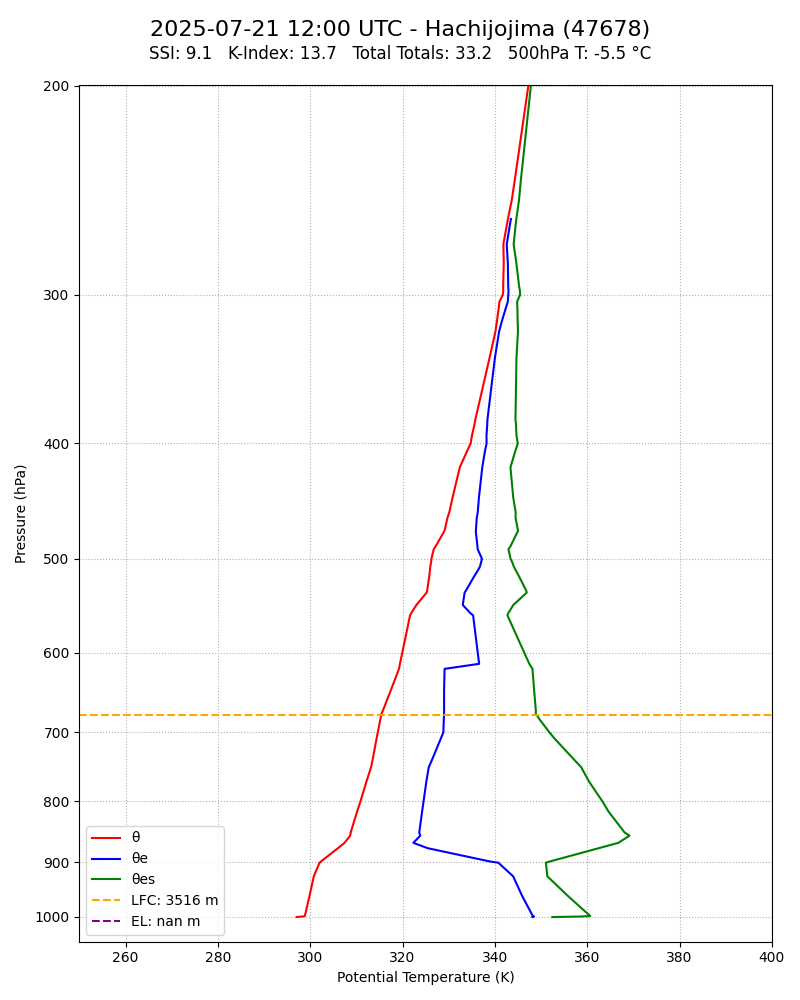 2025-07-21 12:00 UTC - Hachijojima (47678)
SSI: 9.1   K-Index: 13.7   Total Totals: 33.2   500hPa T: -5.5 °C
200
300
400
500
600
700
800
900
1000
Pressure (hPa)
θ
θe
θes
LFC: 3516 m
EL: nan m
260 280 300 320 340 360 380 400
Potential Temperature (K)